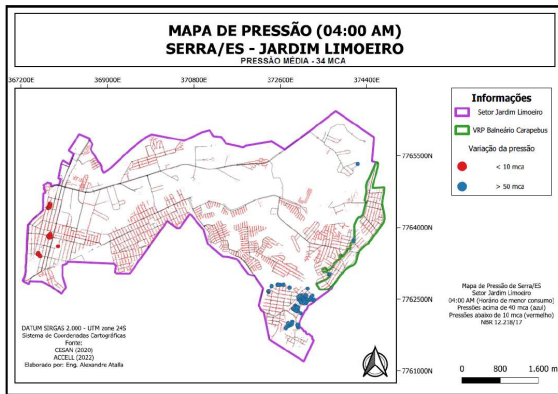 MAPA DE PRESSÃO (04:00 AM)
SERRA/ES - JARDIM LIMOEIRO
PRESSÃO MÉDIA - 34 MCA
367200E 369000E 370800E 372600E 374400E
Informações
Setor Jardim Limoeiro
VRP Balneário Carapebus
Variação da pressão
< 10 mca
> 50 mca
7765500N
7764000N
7762500N
7761000N
Mapa de Pressão de Serra/ES
Setor Jardim Limoeiro
04:00 AM (Horário de menor consumo)
Pressões acima de 40 mca (azul)
Pressões abaixo de 10 mca (vermelho)
NBR 12.218/17
DATUM SIRGAS 2.000 - UTM zone 24S
Sistema de Coordenadas Cartográficas
Fonte:
CESAN (2020)
ACCELL (2022)
Elaborado por: Eng. Alexandre Atalla
0 800 1.600 m